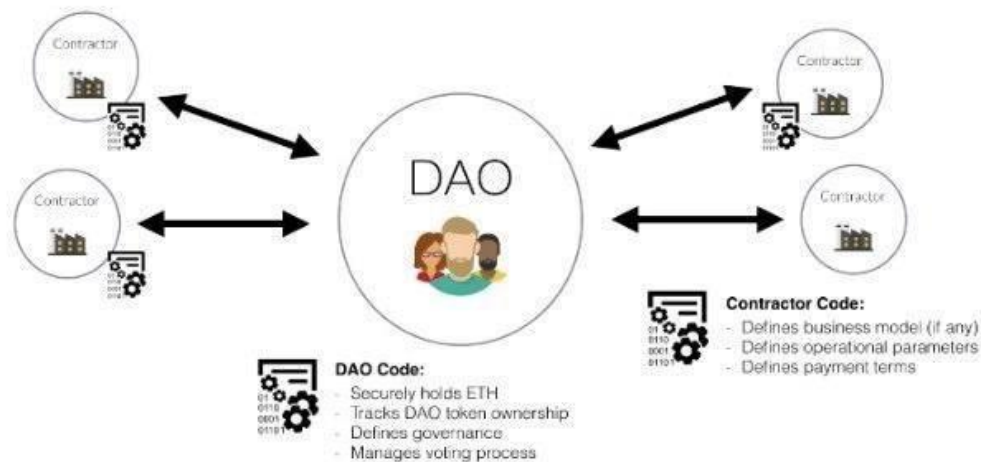 Contractor
Contractor
DAO
Contractor
Contractor
DAO Code:
- Securely holds ETH
- Tracks DAO token ownership
- Defines governance
- Manages voting process
Contractor Code:
- Defines business model (if any)
- Defines operational parameters
- Defines payment terms